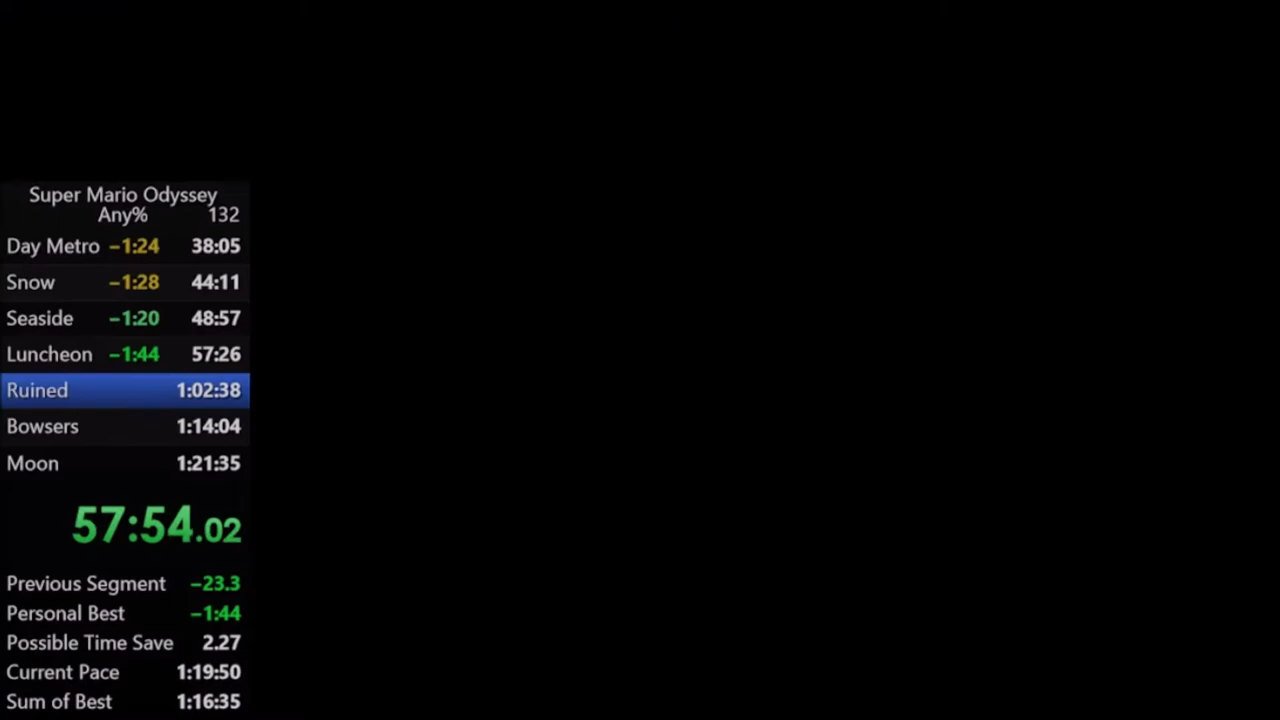 Super Mario Odyssey
Any% 132
Day Metro −1:24 38:05
Snow −1:28 44:11
Seaside −1:20 48:57
Luncheon −1:44 57:26
Ruined 1:02:38
Bowsers 1:14:04
Moon 1:21:35
57:54.02
Previous Segment −23.3
Personal Best −1:44
Possible Time Save 2.27
Current Pace 1:19:50
Sum of Best 1:16:35